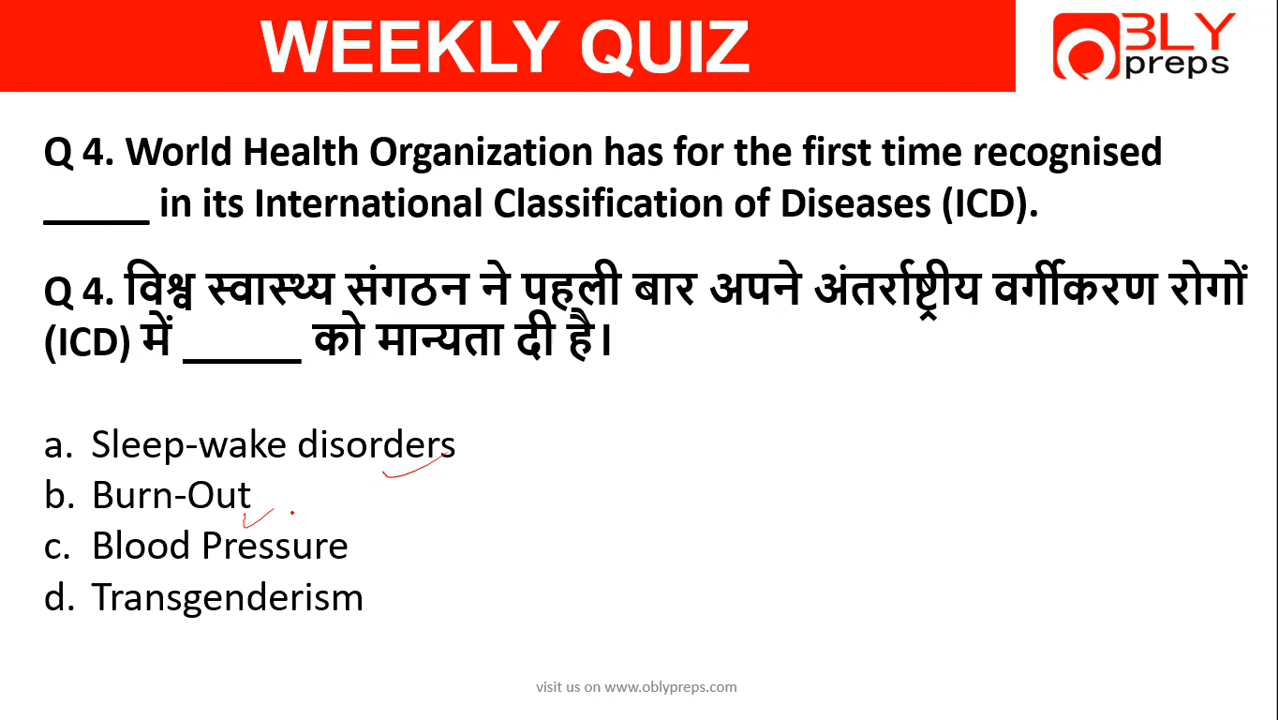 WEEKLY QUIZ
OBLY
preps
Q 4. World Health Organization has for the first time recognised
_____ in its International Classification of Diseases (ICD).
Q 4. विश्व स्वास्थ्य संगठन ने पहली बार अपने अंतर्राष्ट्रीय वर्गीकरण रोगों
(ICD) में _____ को मान्यता दी है।
a. Sleep-wake disorders
b. Burn-Out
c. Blood Pressure
d. Transgenderism
visit us on www.oblypreps.com